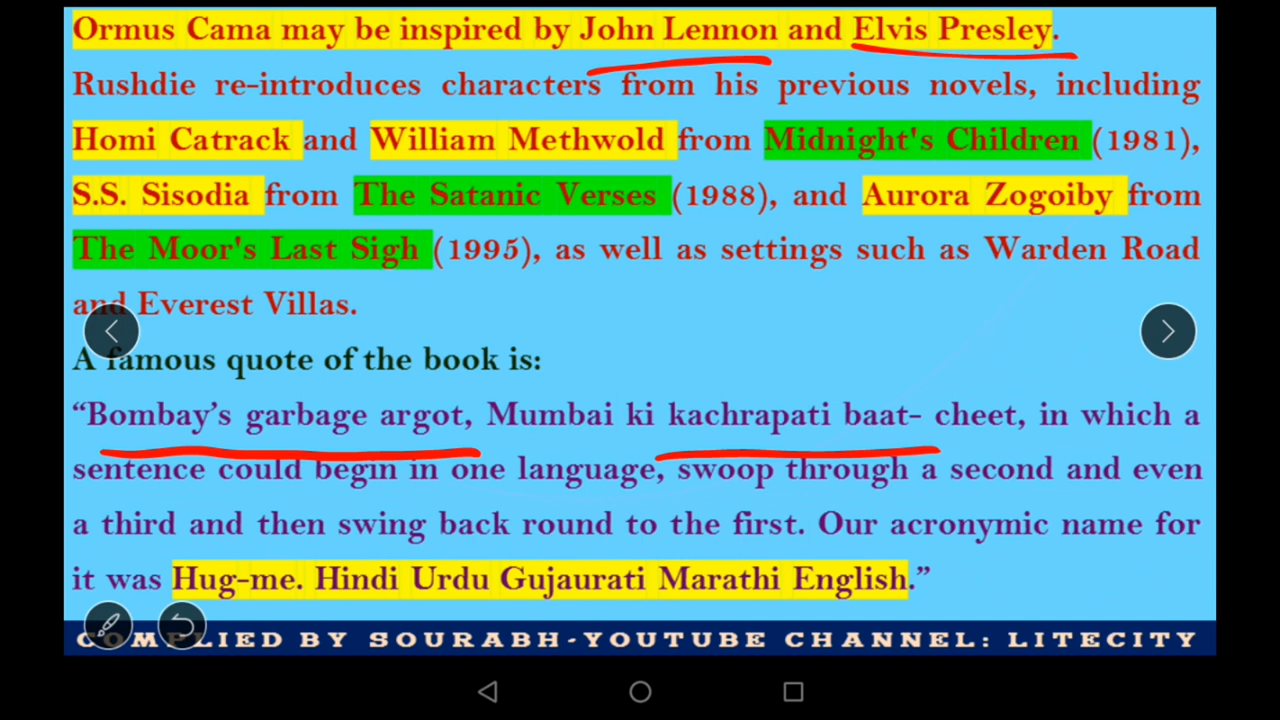 Ormus Cama may be inspired by John Lennon and Elvis Presley.
Rushdie re-introduces characters from his previous novels, including
Homi Catrack and William Methwold from Midnight's Children (1981),
S.S. Sisodia from The Satanic Verses (1988), and Aurora Zogoiby from
The Moor's Last Sigh (1995), as well as settings such as Warden Road
and Everest Villas.
A famous quote of the book is:
“Bombay’s garbage argot, Mumbai ki kachrapati baat- cheet, in which a
sentence could begin in one language, swoop through a second and even
a third and then swing back round to the first. Our acronymic name for
it was Hug-me. Hindi Urdu Gujaurati Marathi English.”
COMPLIED BY SOURABH-YOUTUBE CHANNEL: LITECITY